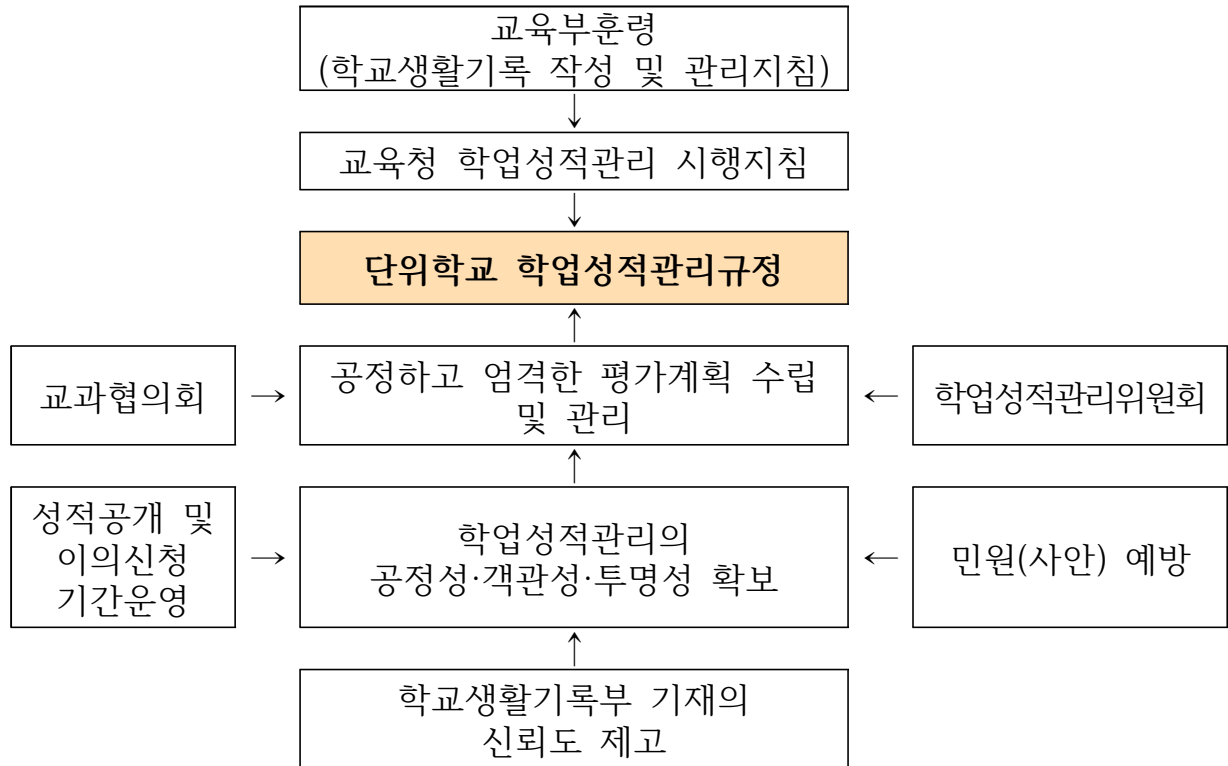 교육부훈령
(학교생활기록 작성 및 관리지침)
↓
교육청 학업성적관리 시행지침
↓
단위학교 학업성적관리규정
↑
교과협의회
→
공정하고 엄격한 평가계획 수립
및 관리
←
학업성적관리위원회
↑
성적공개 및
이의신청
기간운영
→
학업성적관리의
공정성·객관성·투명성 확보
←
민원(사안) 예방
↑
학교생활기록부 기재의
신뢰도 제고